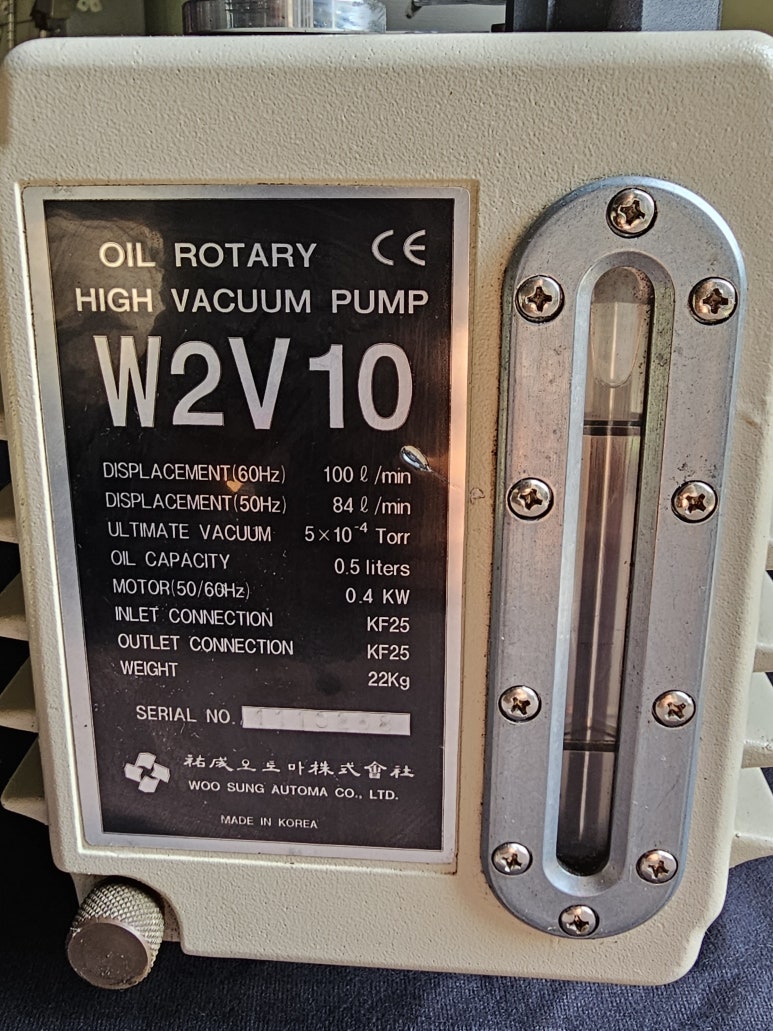 OIL ROTARY CE
HIGH VACUUM PUMP
W2V10
DISPLACEMENT(60Hz) 100 ℓ/min
DISPLACEMENT(50Hz) 84 ℓ/min
ULTIMATE VACUUM 5×10⁻⁴ Torr
OIL CAPACITY 0.5 liters
MOTOR(50/60Hz) 0.4 KW
INLET CONNECTION KF25
OUTLET CONNECTION KF25
WEIGHT 22Kg
SERIAL NO.
祐成오토마株式會社
WOO SUNG AUTOMA CO., LTD.
MADE IN KOREA